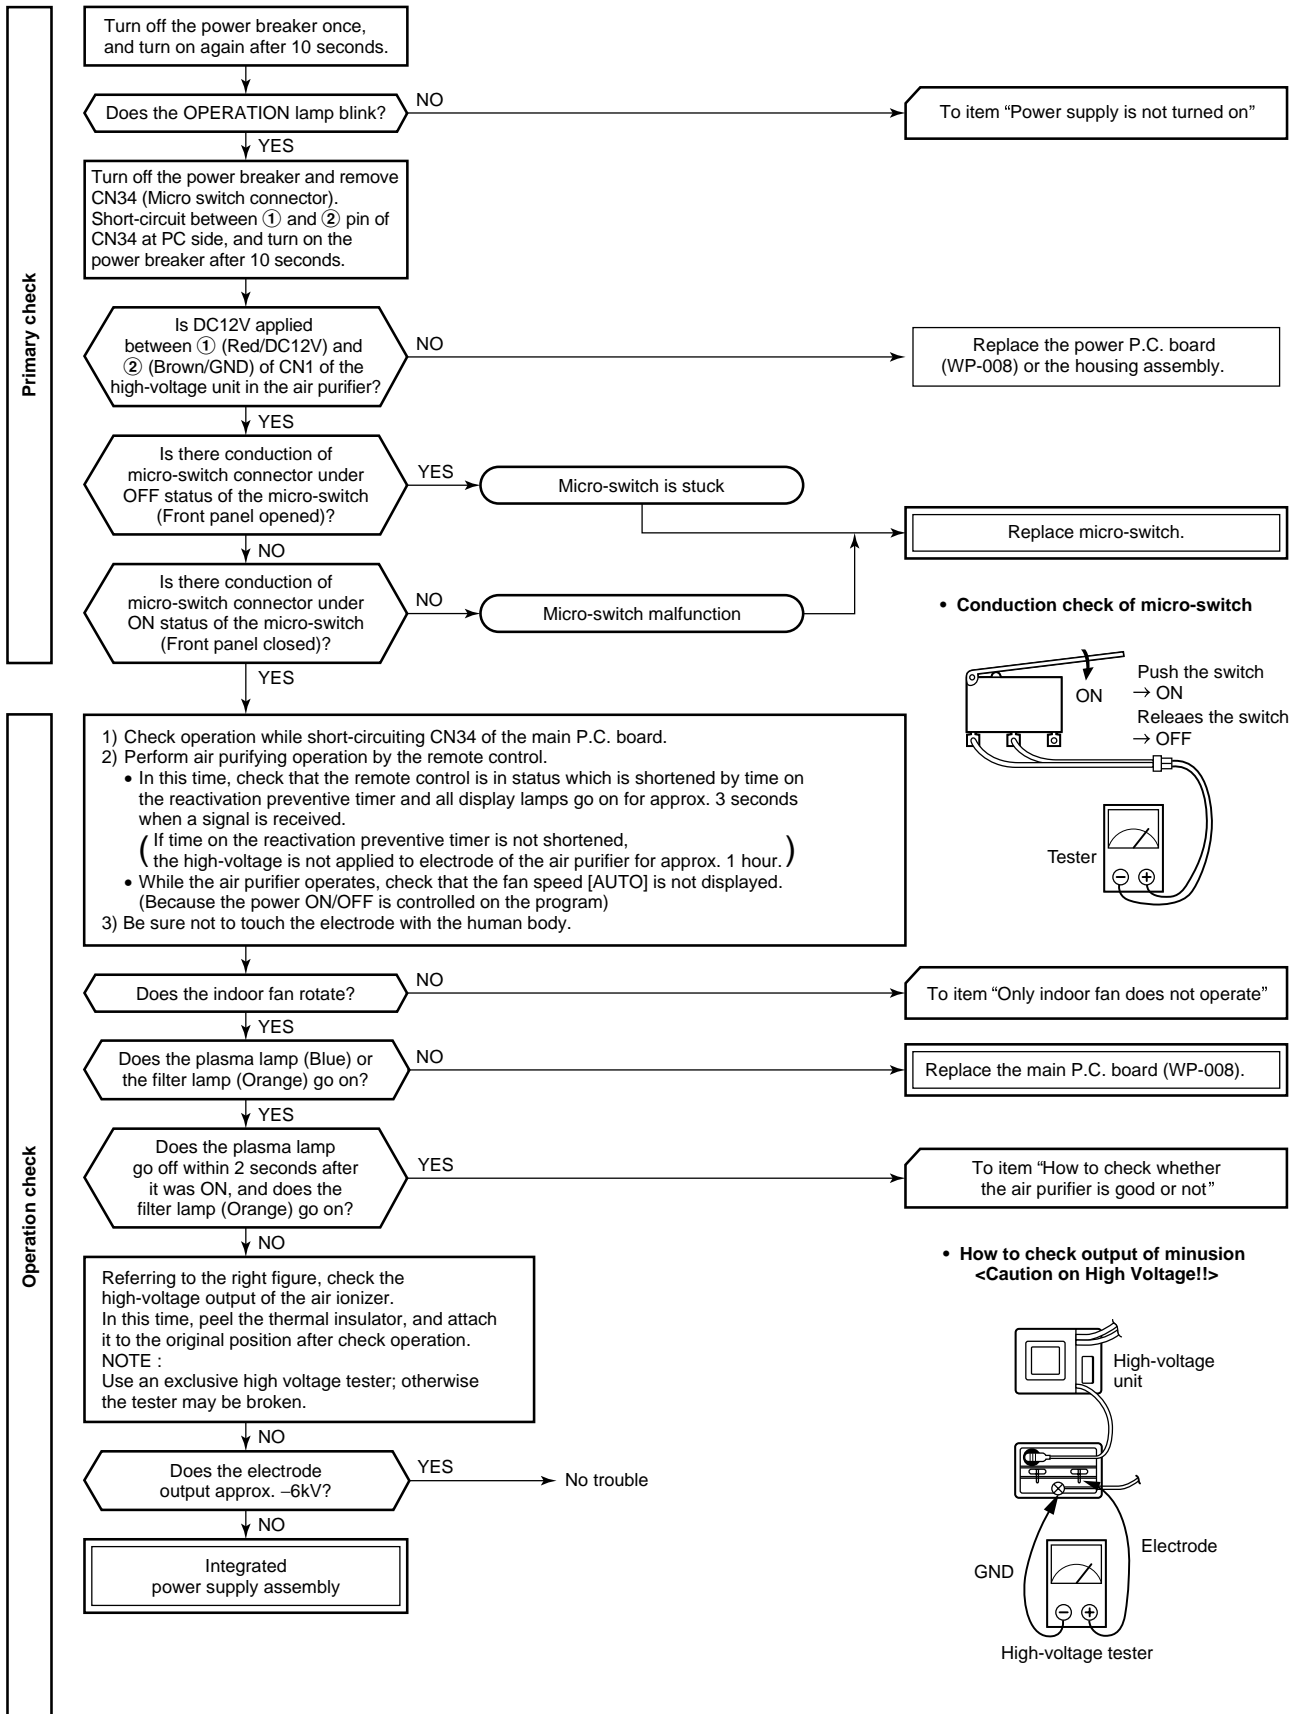 Primary check
Turn off the power breaker once,
and turn on again after 10 seconds.
Does the OPERATION lamp blink?
NO
To item “Power supply is not turned on”
YES
Turn off the power breaker and remove
CN34 (Micro switch connector).
Short-circuit between ① and ② pin of
CN34 at PC side, and turn on the
power breaker after 10 seconds.
Is DC12V applied
between ① (Red/DC12V) and
② (Brown/GND) of CN1 of the
high-voltage unit in the air purifier?
NO
Replace the power P.C. board
(WP-008) or the housing assembly.
YES
Is there conduction of
micro-switch connector under
OFF status of the micro-switch
(Front panel opened)?
YES
Micro-switch is stuck
Replace micro-switch.
NO
Is there conduction of
micro-switch connector under
ON status of the micro-switch
(Front panel closed)?
NO
Micro-switch malfunction
YES
• Conduction check of micro-switch
ON
Push the switch
→ ON
Releaes the switch
→ OFF
Tester
Operation check
1) Check operation while short-circuiting CN34 of the main P.C. board.
2) Perform air purifying operation by the remote control.
• In this time, check that the remote control is in status which is shortened by time on
the reactivation preventive timer and all display lamps go on for approx. 3 seconds
when a signal is received.
( If time on the reactivation preventive timer is not shortened,
the high-voltage is not applied to electrode of the air purifier for approx. 1 hour. )
• While the air purifier operates, check that the fan speed [AUTO] is not displayed.
(Because the power ON/OFF is controlled on the program)
3) Be sure not to touch the electrode with the human body.
Does the indoor fan rotate?
NO
To item “Only indoor fan does not operate”
YES
Does the plasma lamp (Blue) or
the filter lamp (Orange) go on?
NO
Replace the main P.C. board (WP-008).
YES
Does the plasma lamp
go off within 2 seconds after
it was ON, and does the
filter lamp (Orange) go on?
YES
To item “How to check whether
the air purifier is good or not”
NO
Referring to the right figure, check the
high-voltage output of the air ionizer.
In this time, peel the thermal insulator, and attach
it to the original position after check operation.
NOTE :
Use an exclusive high voltage tester; otherwise
the tester may be broken.
NO
Does the electrode
output approx. −6kV?
YES
No trouble
NO
Integrated
power supply assembly
• How to check output of minusion
<Caution on High Voltage!!>
High-voltage
unit
Electrode
GND
High-voltage tester